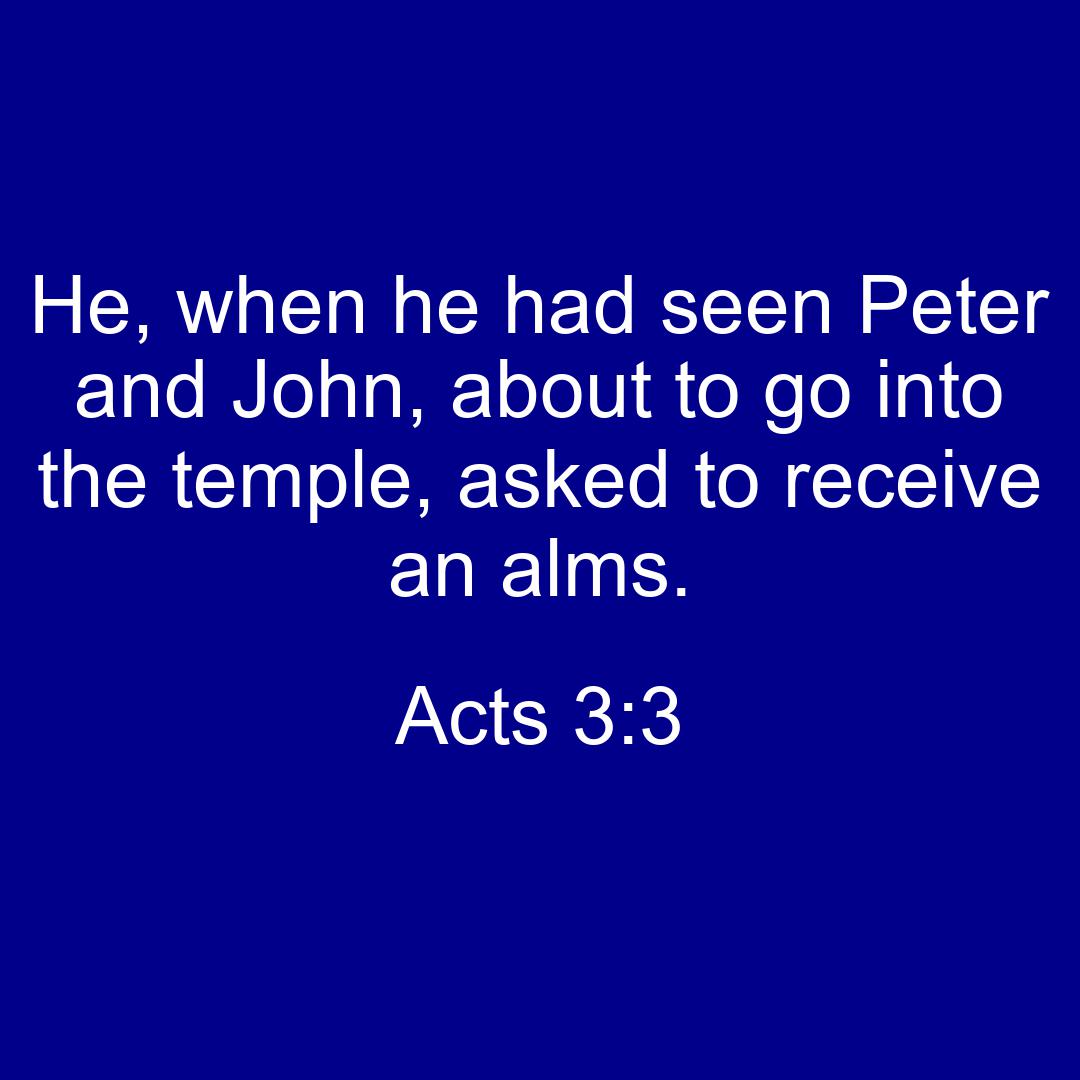 He, when he had seen Peter
and John, about to go into
the temple, asked to receive
an alms.
Acts 3:3